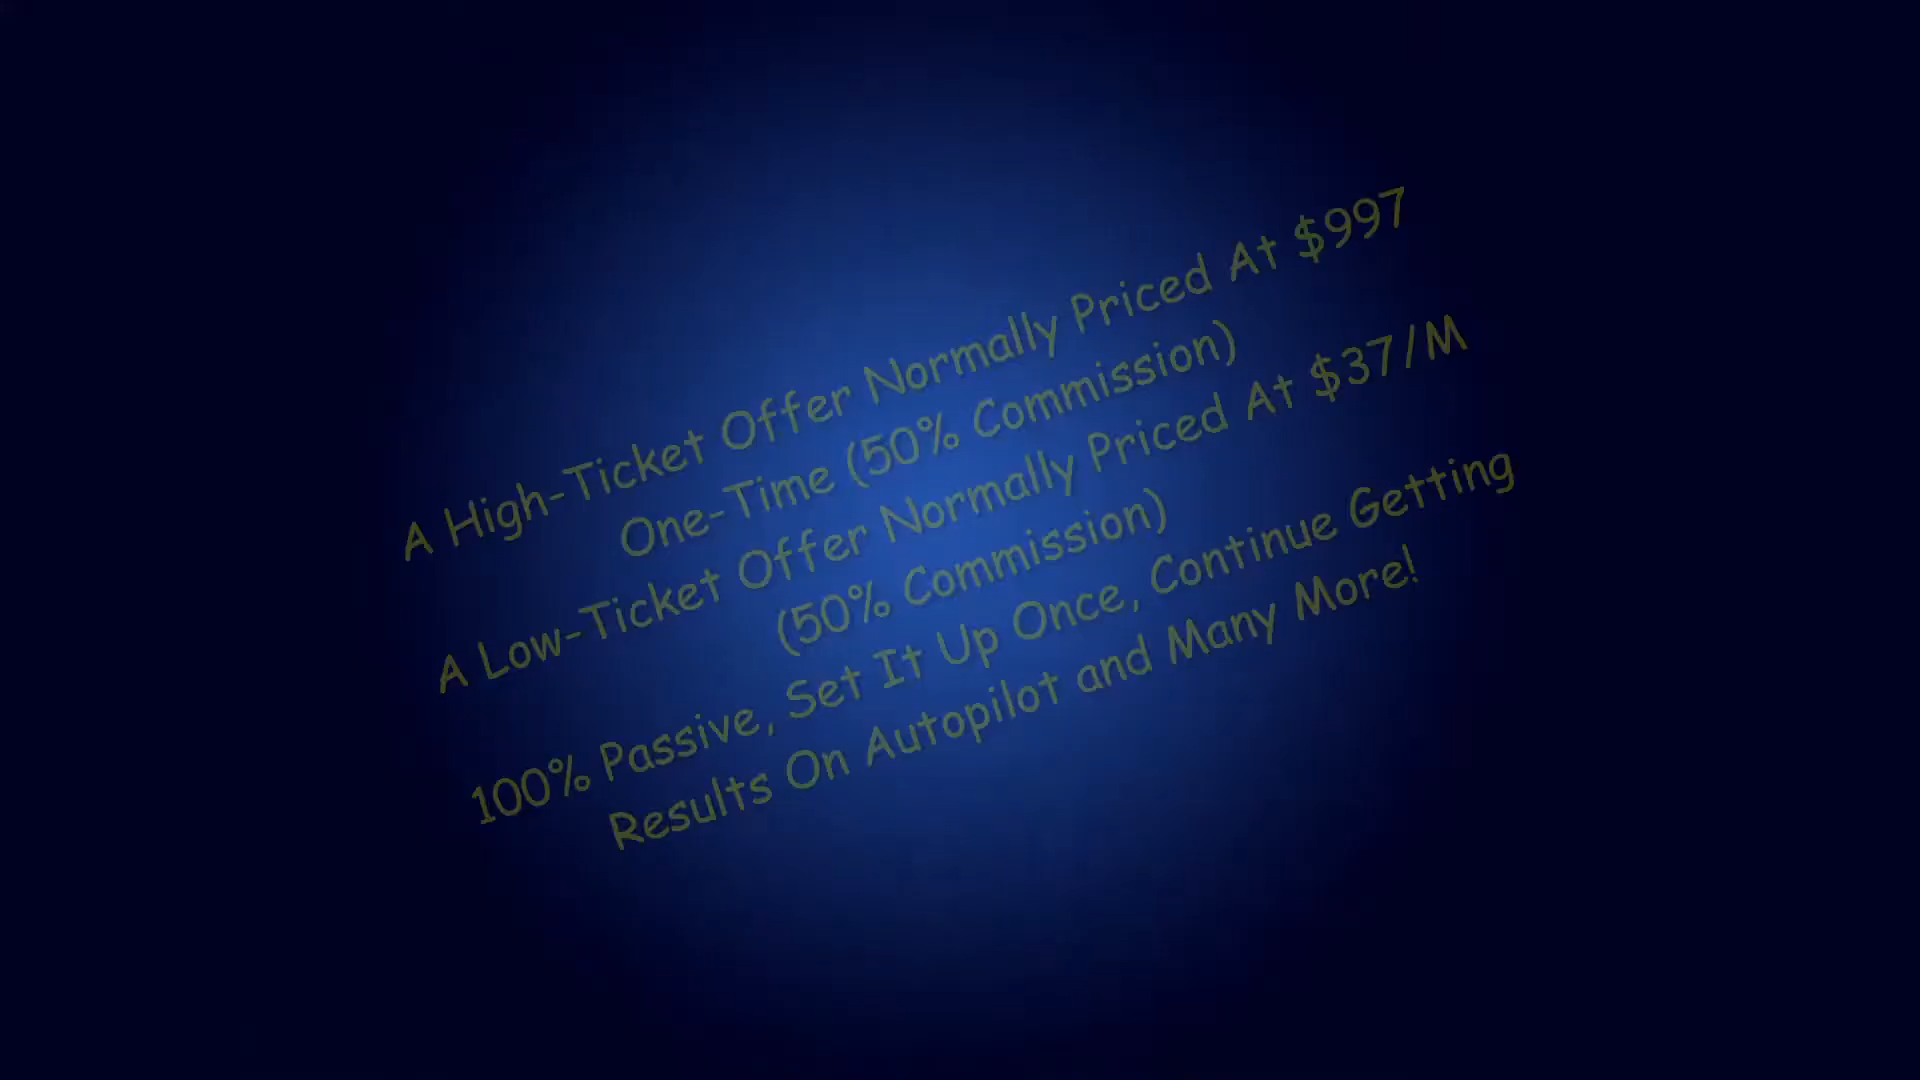 A High-Ticket Offer Normally Priced At $997
One-Time (50% Commission)
A Low-Ticket Offer Normally Priced At $37/M
(50% Commission)
100% Passive, Set It Up Once, Continue Getting
Results On Autopilot and Many More!